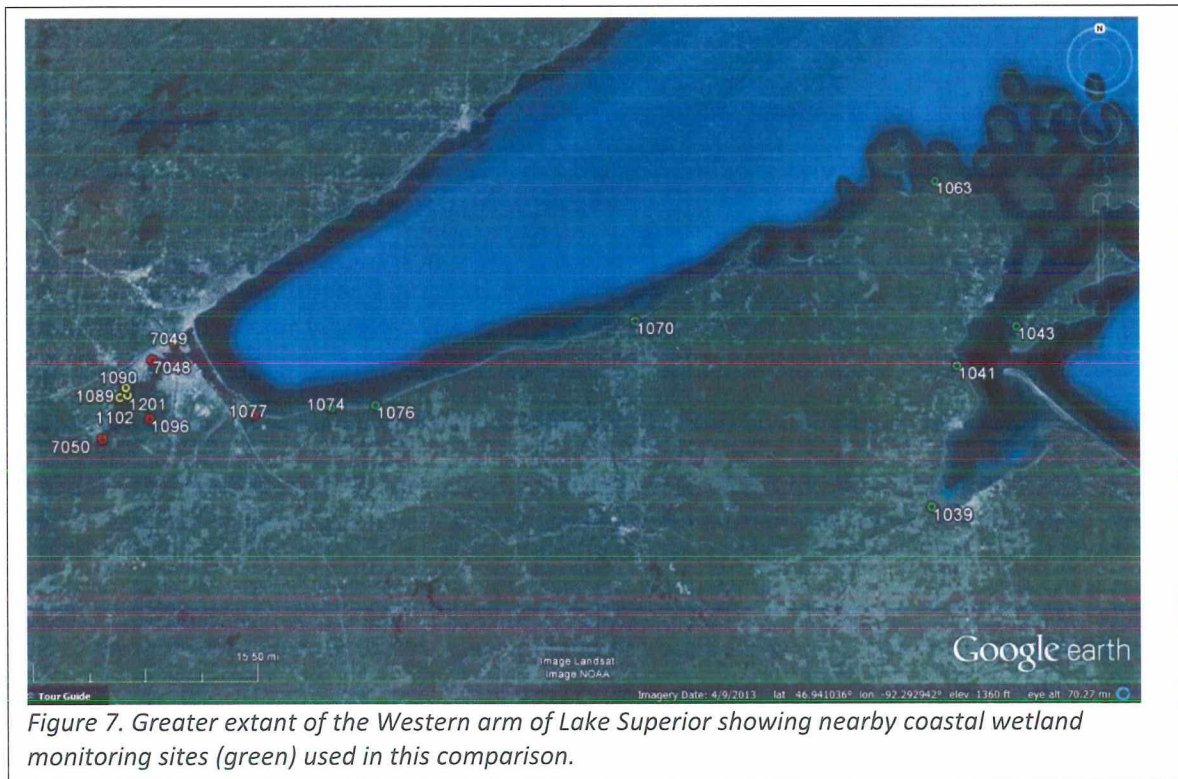 N
1063
1070
1043
7049
7048
1041
1090
1089
1201
1102
1096
1077
1074
1076
7050
1039
Google earth
15.50 mi
Image Landsat
Image NOAA
Tour Guide
Imagery Date: 4/9/2013 lat 46.941036° lon -92.292942° elev 1360 ft eye alt 70.27 mi
Figure 7. Greater extant of the Western arm of Lake Superior showing nearby coastal wetland
monitoring sites (green) used in this comparison.